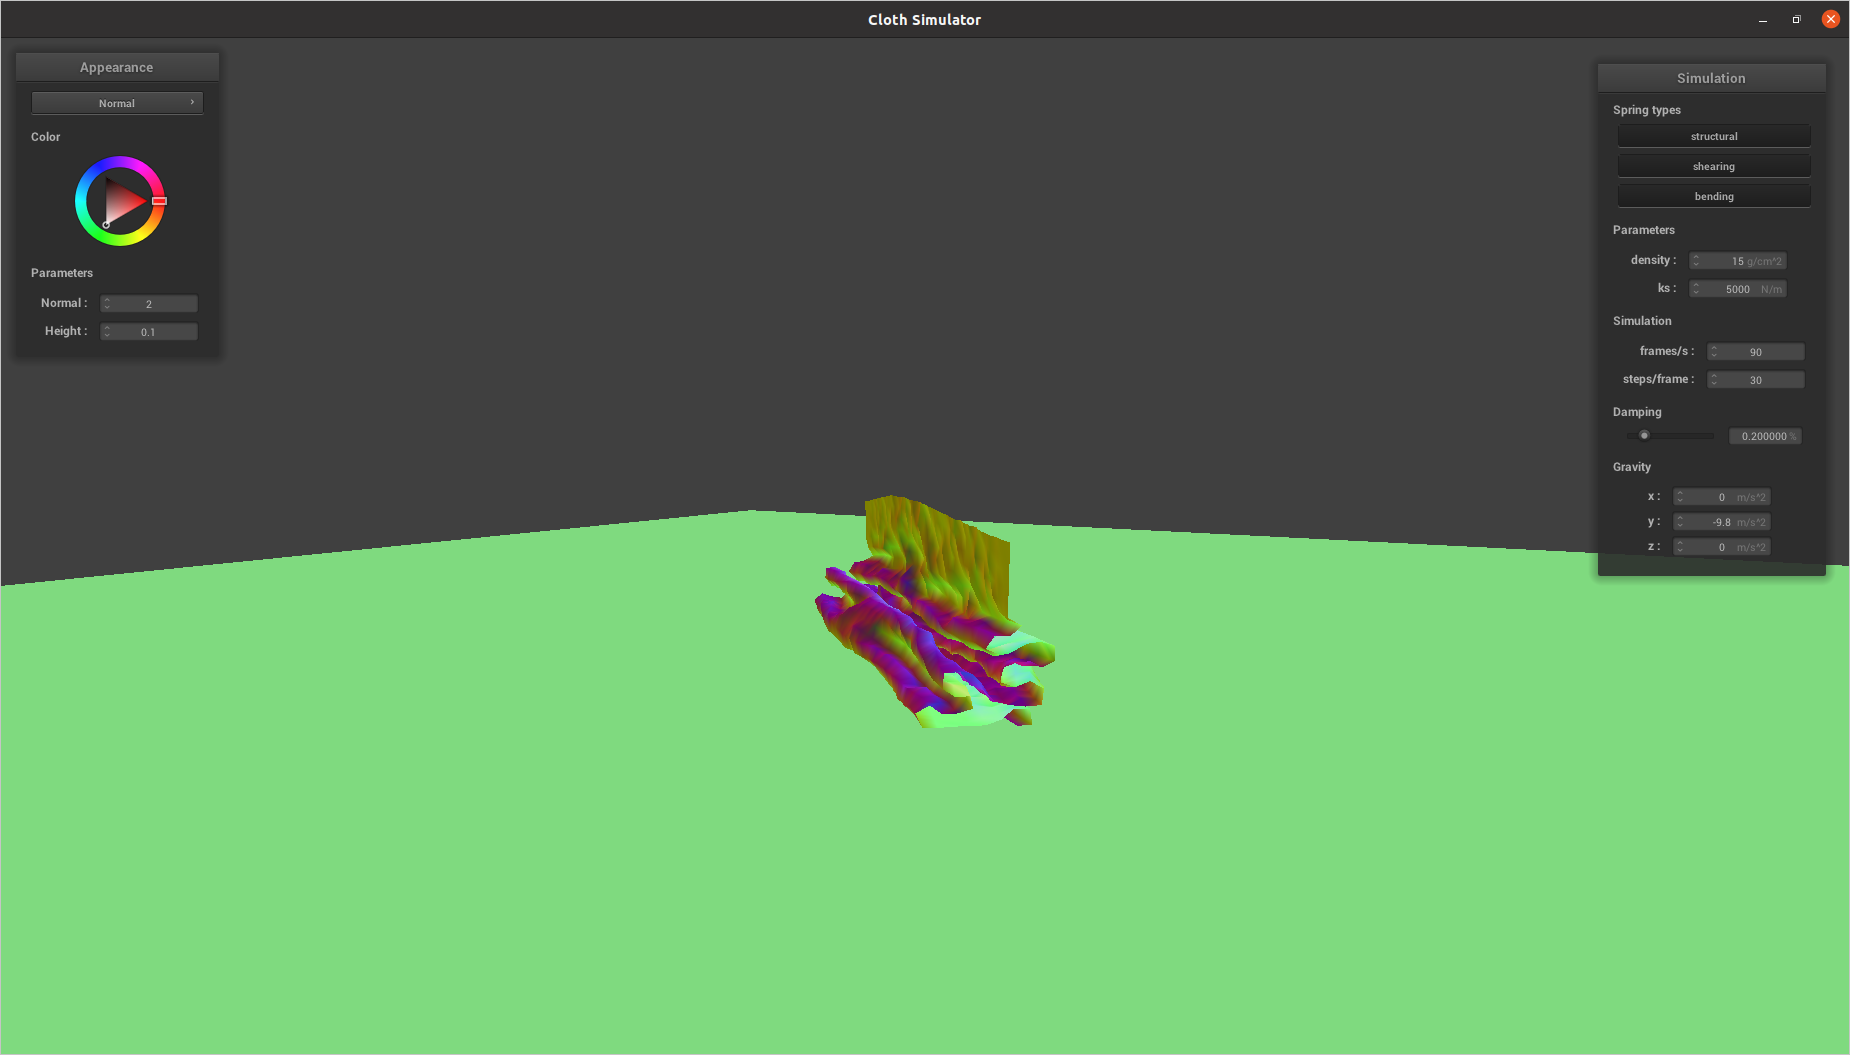 Cloth Simulator
Appearance
Normal
Color
Parameters
Normal : 2
Height : 0.1
Simulation
Spring types
structural
shearing
bending
Parameters
density : 15 g/cm^2
ks : 5000 N/m
Simulation
frames/s : 90
steps/frame : 30
Damping
0.200000 %
Gravity
x : 0 m/s^2
y : -9.8 m/s^2
z : 0 m/s^2